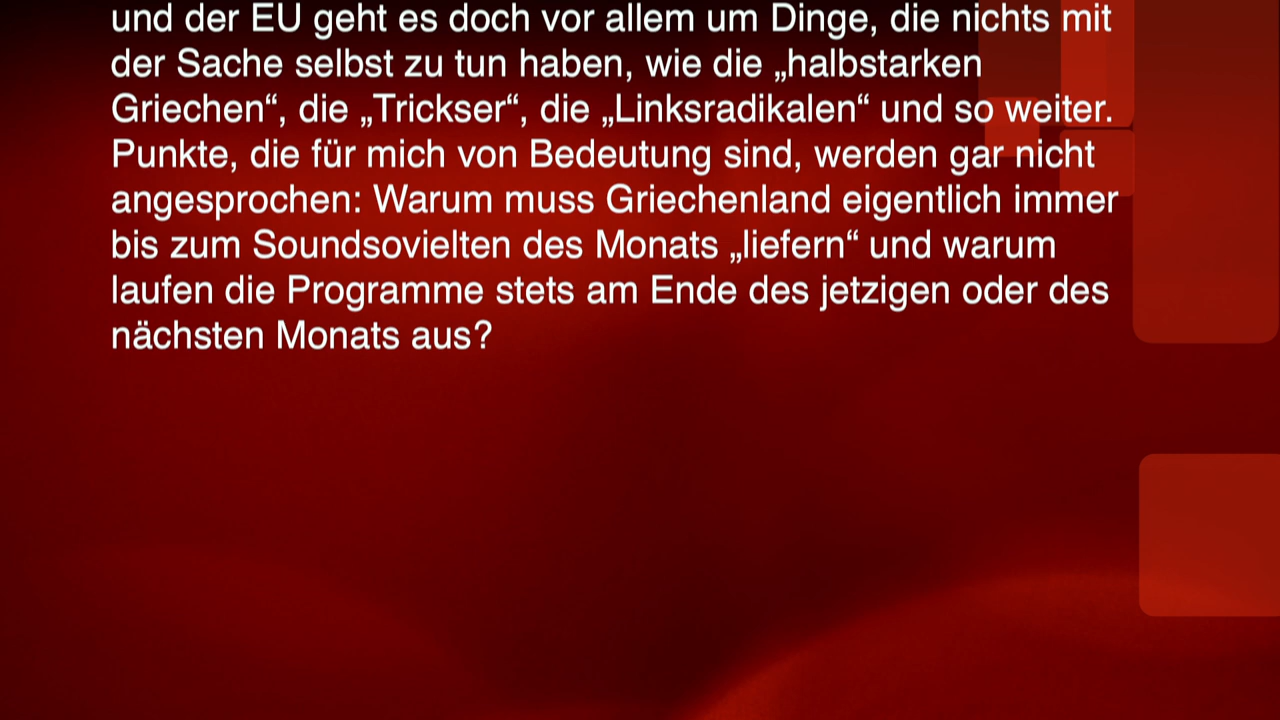 und der EU geht es doch vor allem um Dinge, die nichts mit
der Sache selbst zu tun haben, wie die „halbstarken
Griechen“, die „Trickser“, die „Linksradikalen“ und so weiter.
Punkte, die für mich von Bedeutung sind, werden gar nicht
angesprochen: Warum muss Griechenland eigentlich immer
bis zum Soundsovielten des Monats „liefern“ und warum
laufen die Programme stets am Ende des jetzigen oder des
nächsten Monats aus?